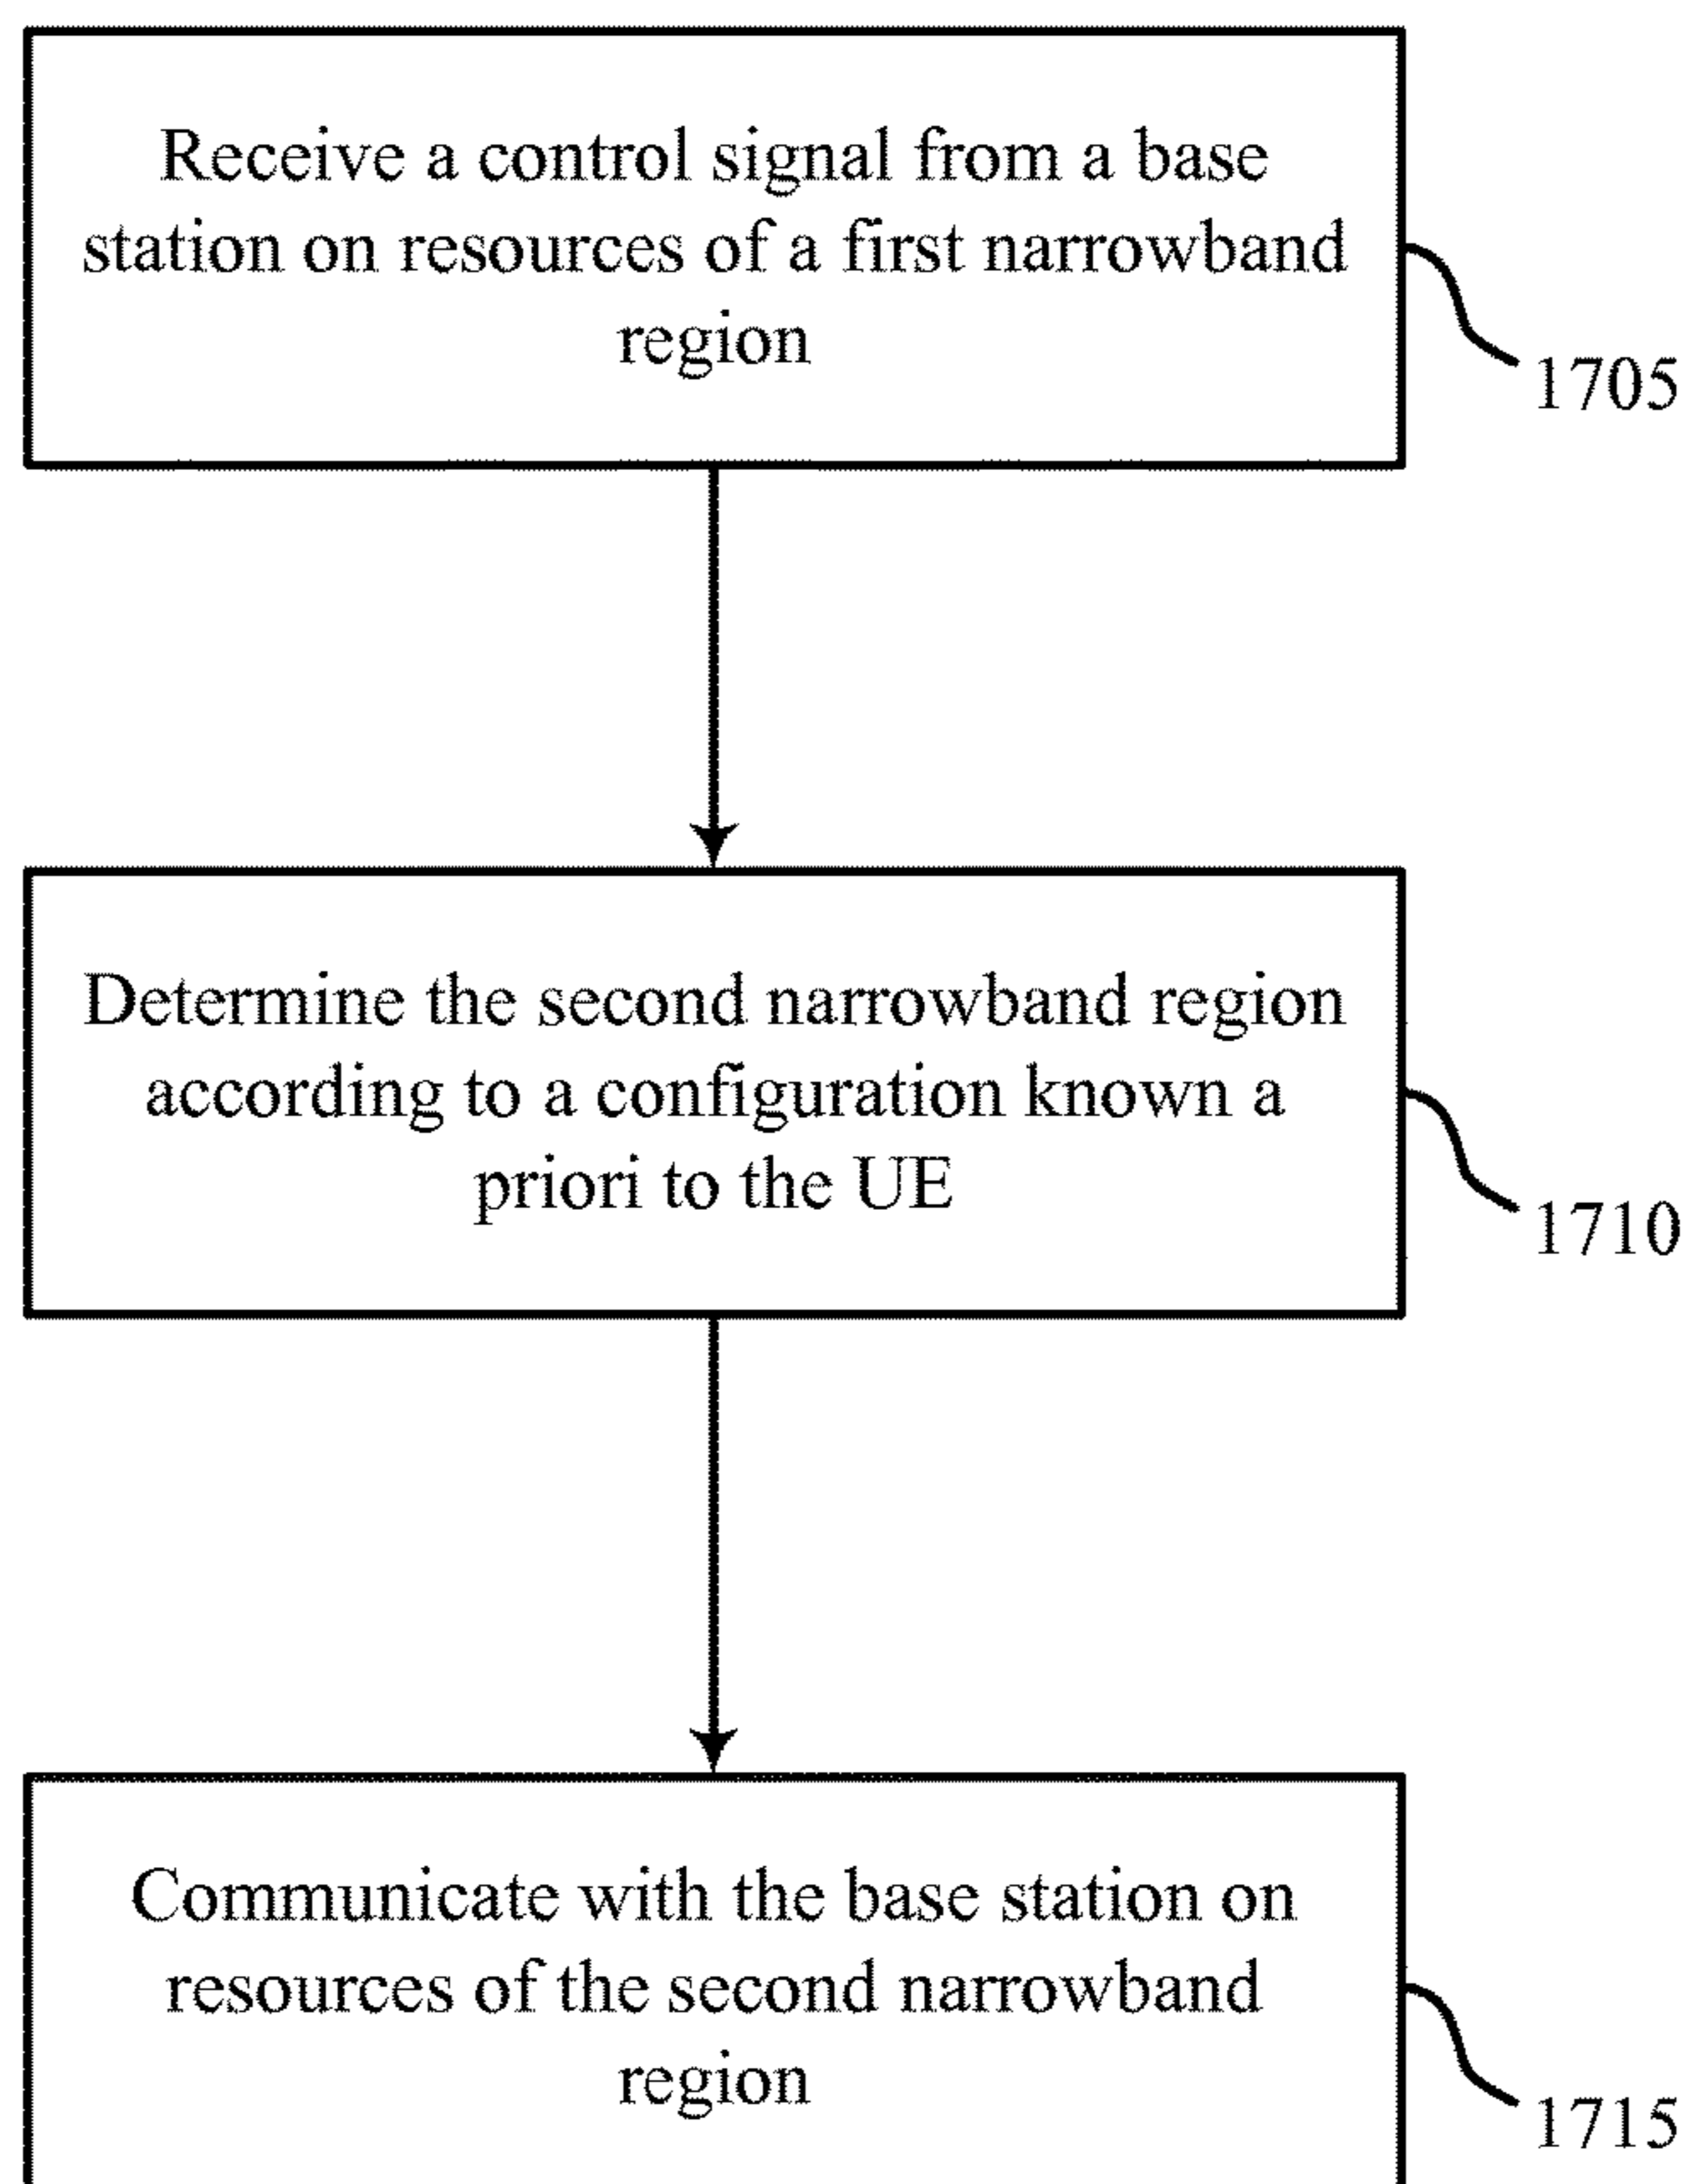 Receive a control signal from a base
station on resources of a first narrowband
region
1705
Determine the second narrowband region
according to a configuration known a
priori to the UE
1710
Communicate with the base station on
resources of the second narrowband
region
1715